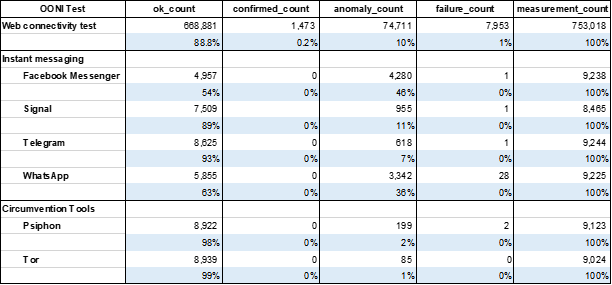 OONI Test ok_count confirmed_count anomaly_count failure_count measurement_count
Web connectivity test 668,881 1,473 74,711 7,953 753,018
88.8% 0.2% 10% 1% 100%
Instant messaging
Facebook Messenger 4,957 0 4,280 1 9,238
54% 0% 46% 0% 100%
Signal 7,509 955 1 8,465
89% 0% 11% 0% 100%
Telegram 8,625 0 618 1 9,244
93% 0% 7% 0% 100%
WhatsApp 5,855 0 3,342 28 9,225
63% 0% 36% 0% 100%
Circumvention Tools
Psiphon 8,922 0 199 2 9,123
98% 0% 2% 0% 100%
Tor 8,939 0 85 0 9,024
99% 0% 1% 0% 100%